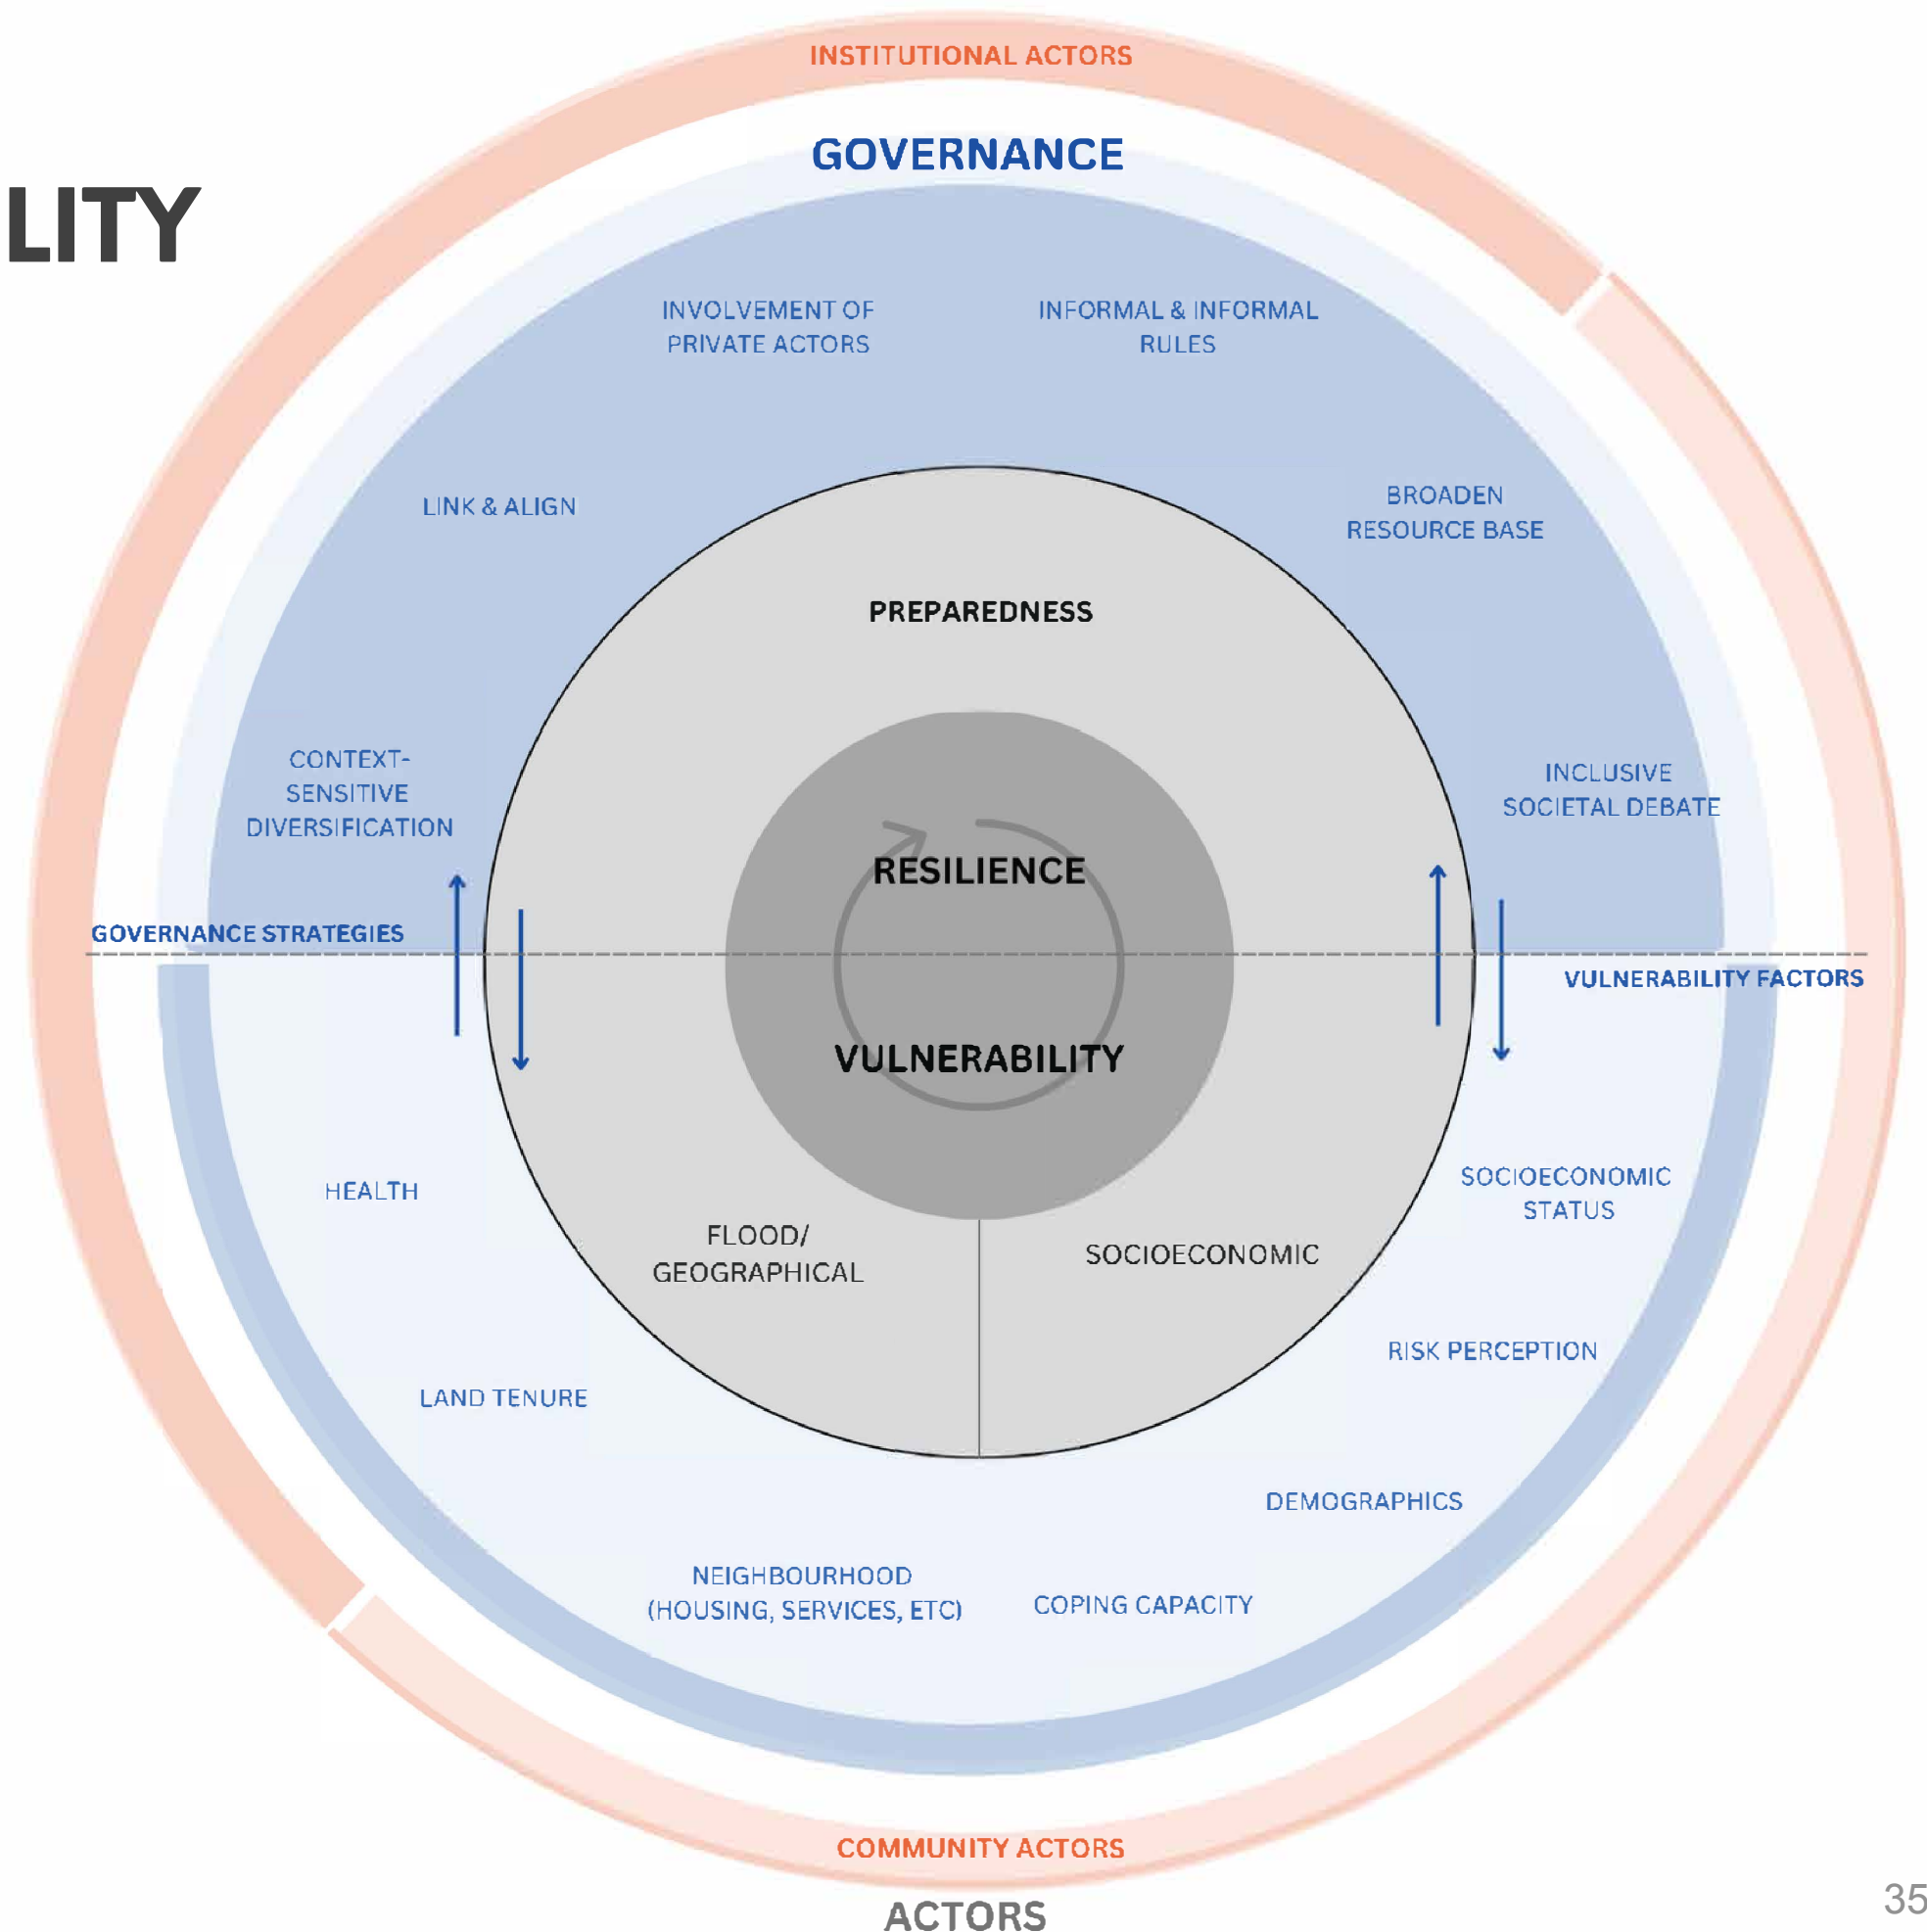 INSTITUTIONAL ACTORS
GOVERNANCE
LITY
INVOLVEMENT OF
PRIVATE ACTORS
INFORMAL & INFORMAL
RULES
LINK & ALIGN
BROADEN
RESOURCE BASE
PREPAREDNESS
CONTEXT-
SENSITIVE
DIVERSIFICATION
INCLUSIVE
SOCIETAL DEBATE
RESILIENCE
GOVERNANCE STRATEGIES
VULNERABILITY FACTORS
VULNERABILITY
HEALTH
SOCIOECONOMIC
STATUS
FLOOD/
GEOGRAPHICAL
SOCIOECONOMIC
RISK PERCEPTION
LAND TENURE
DEMOGRAPHICS
NEIGHBOURHOOD
(HOUSING, SERVICES, ETC)
COPING CAPACITY
COMMUNITY ACTORS
ACTORS
35